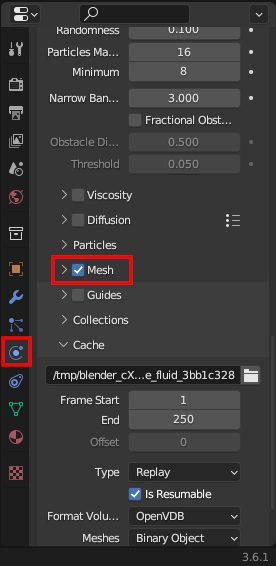 Randomness 0.100
Particles Ma... 16
Minimum 8
Narrow Ban... 3.000
Fractional Obst...
Obstacle Di... 0.500
Threshold 0.050
Viscosity
Diffusion
Particles
Mesh
Guides
Collections
Cache
/tmp/blender_cX...e_fluid_3bb1c328
Frame Start 1
End 250
Offset 0
Type Replay
Is Resumable
Format Volu... OpenVDB
Meshes Binary Object
3.6.1